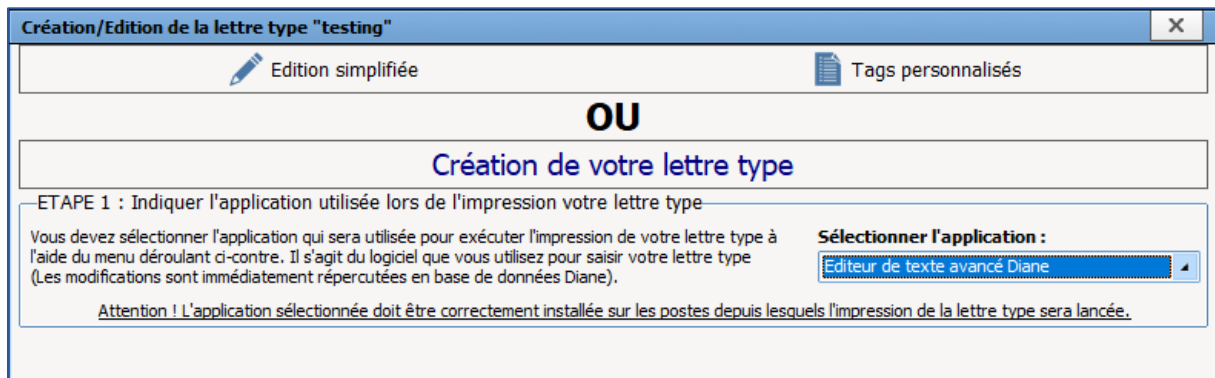 Création/Edition de la lettre type "testing"
Edition simplifiée
Tags personnalisés
OU
Création de votre lettre type
ETAPE 1 : Indiquer l'application utilisée lors de l'impression votre lettre type
Vous devez sélectionner l'application qui sera utilisée pour exécuter l'impression de votre lettre type à
l'aide du menu déroulant ci-contre. Il s'agit du logiciel que vous utilisez pour saisir votre lettre type
(Les modifications sont immédiatement répercutées en base de données Diane).
Sélectionner l'application :
Editeur de texte avancé Diane
Attention ! L'application sélectionnée doit être correctement installée sur les postes depuis lesquels l'impression de la lettre type sera lancée.